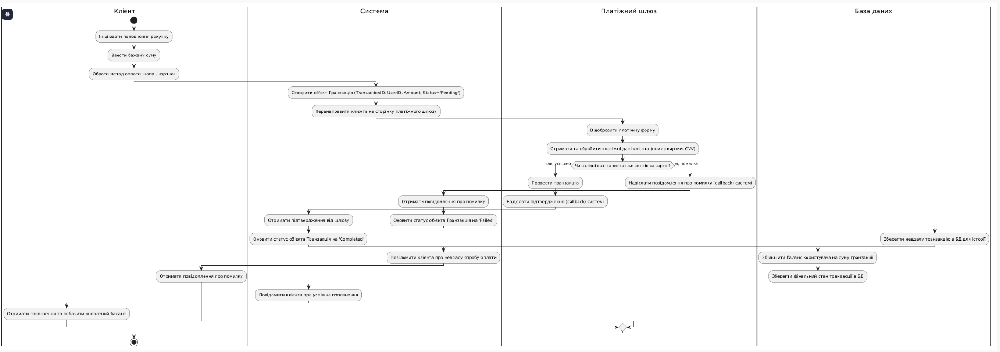 Клієнт
Система
Платіжний шлюз
База даних
Ініціювати поповнення рахунку
Ввести бажану суму
Обрати метод оплати (напр., картка)
Створити об'єкт Транзакція (TransactionID, UserID, Amount, Status='Pending')
Перенаправити клієнта на сторінку платіжного шлюзу
Відобразити платіжну форму
Отримати та обробити платіжні дані клієнта (номер картки, CVV)
так, успішно
Чи валідні дані та достатньо коштів на картці?
ні, помилка
Провести транзакцію
Надіслати повідомлення про помилку (callback) системі
Отримати повідомлення про помилку
Надіслати підтвердження (callback) системі
Отримати підтвердження від шлюзу
Оновити статус об'єкта Транзакція на 'Failed'
Оновити статус об'єкта Транзакція на 'Completed'
Зберегти невдалу транзакцію в БД для історії
Повідомити клієнта про невдалу спробу оплати
Збільшити баланс користувача на суму транзакції
Отримати повідомлення про помилку
Зберегти фінальний стан транзакції в БД
Повідомити клієнта про успішне поповнення
Отримати сповіщення та побачити оновлений баланс